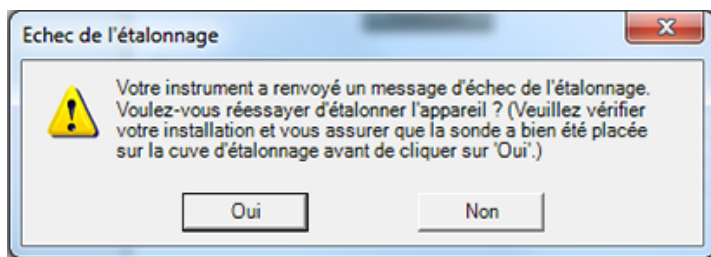 Echec de l'étalonnage
Votre instrument a renvoyé un message d'échec de l'étalonnage.
Voulez-vous réessayer d'étalonner l'appareil ? (Veuillez vérifier
votre installation et vous assurer que la sonde a bien été placée
sur la cuve d'étalonnage avant de cliquer sur 'Oui'.)
Oui
Non